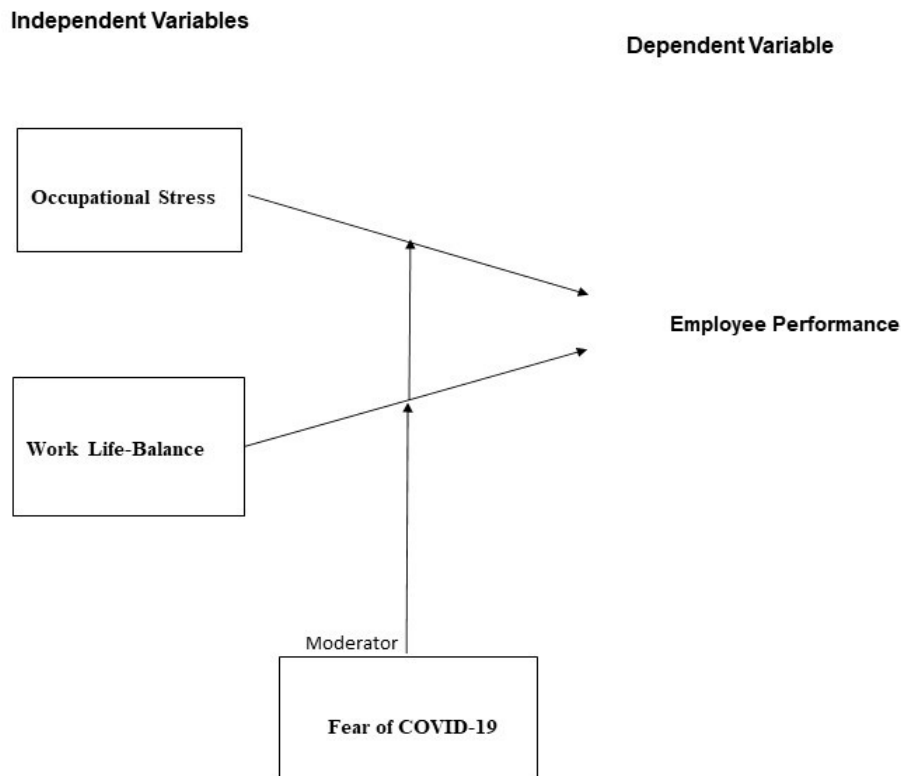 Independent Variables
Dependent Variable
Occupational Stress
Employee Performance
Work Life-Balance
Moderator
Fear of COVID-19